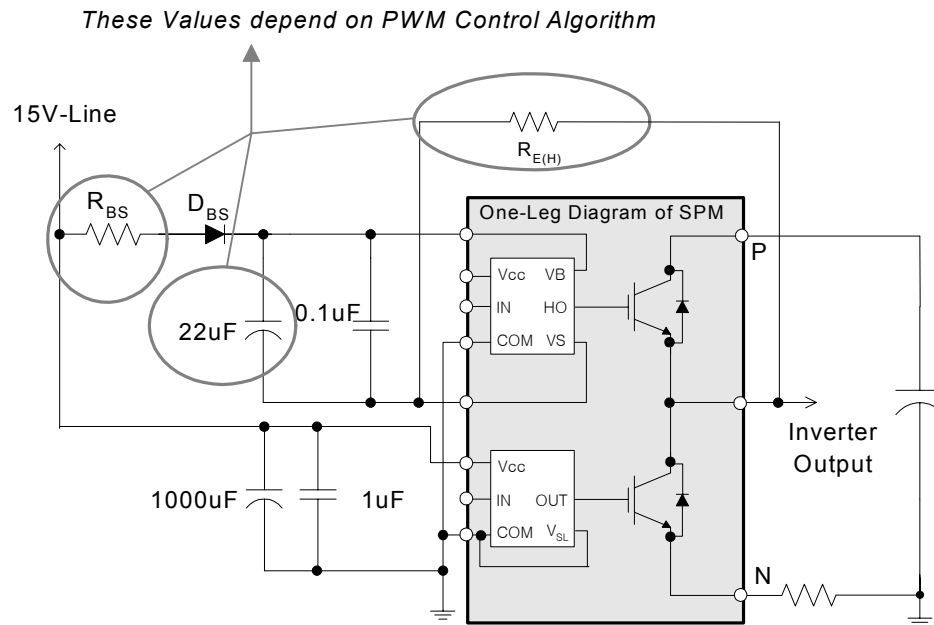 These Values depend on PWM Control Algorithm
15V-Line
R_E(H)
R_BS
D_BS
One-Leg Diagram of SPM
P
Vcc VB
IN HO
COM VS
22uF
0.1uF
Inverter
Output
Vcc
IN OUT
COM V_SL
1000uF
1uF
N